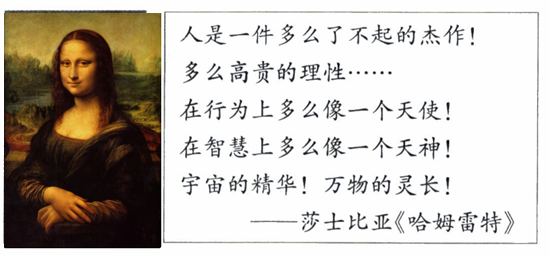 人是一件多么了不起的杰作！
多么高贵的理性……
在行为上多么像一个天使！
在智慧上多么像一个天神！
宇宙的精华！万物的灵长！
——莎士比亚《哈姆雷特》